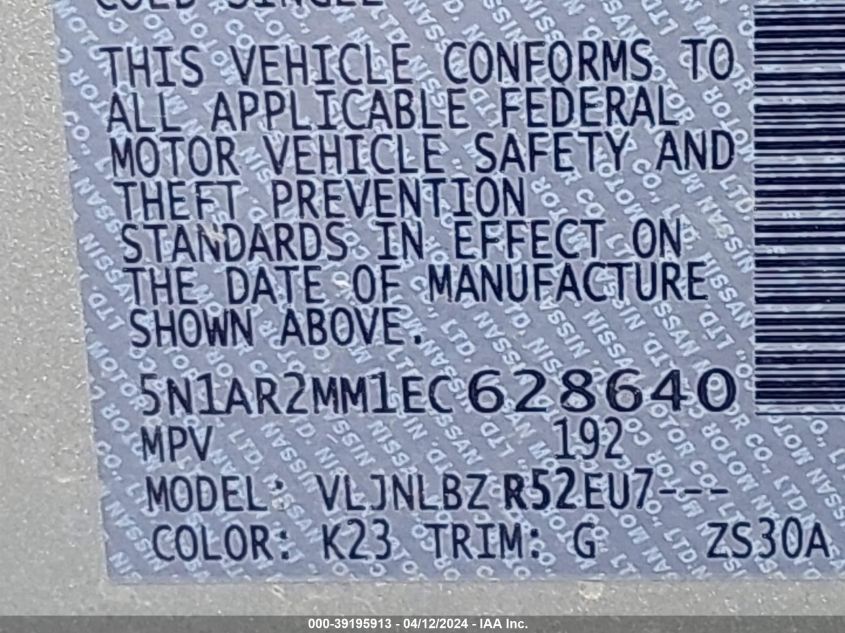 COLD SINGLE
THIS VEHICLE CONFORMS TO
ALL APPLICABLE FEDERAL
MOTOR VEHICLE SAFETY AND
THEFT PREVENTION
STANDARDS IN EFFECT ON
THE DATE OF MANUFACTURE
SHOWN ABOVE.
5N1AR2MM1EC628640
MPV 192
MODEL: VLJNLBZ R52EU7---
COLOR: K23 TRIM: G ZS30A
000-39195913 - 04/12/2024 - IAA Inc.